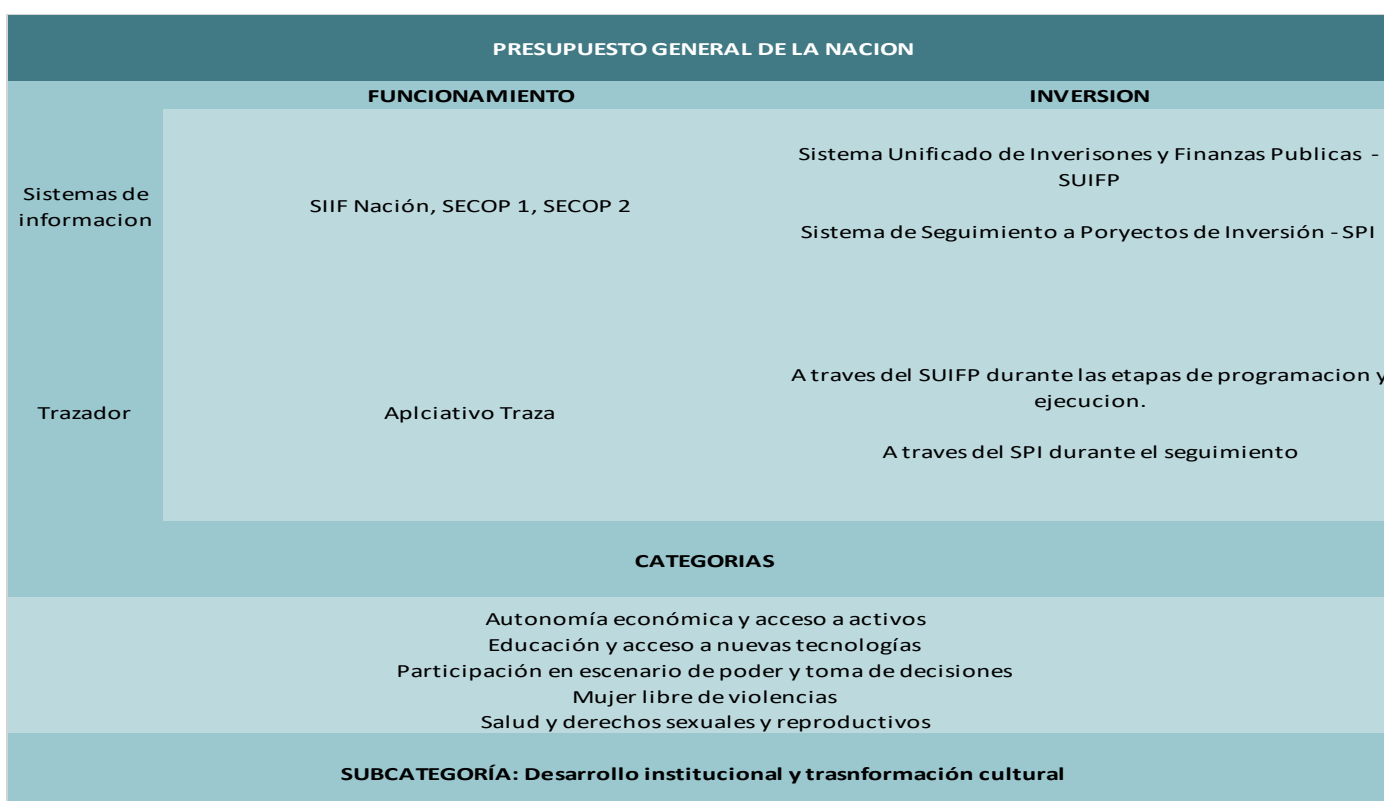 PRESUPUESTO GENERAL DE LA NACION
FUNCIONAMIENTO
INVERSION
Sistemas de
informacion
SIIF Nación, SECOP 1, SECOP 2
Sistema Unificado de Inverisones y Finanzas Publicas -
SUIFP
Sistema de Seguimiento a Poryectos de Inversión - SPI
Trazador
Aplciativo Traza
A traves del SUIFP durante las etapas de programacion y
ejecucion.
A traves del SPI durante el seguimiento
CATEGORIAS
Autonomía económica y acceso a activos
Educación y acceso a nuevas tecnologías
Participación en escenario de poder y toma de decisiones
Mujer libre de violencias
Salud y derechos sexuales y reproductivos
SUBCATEGORÍA: Desarrollo institucional y trasnformación cultural